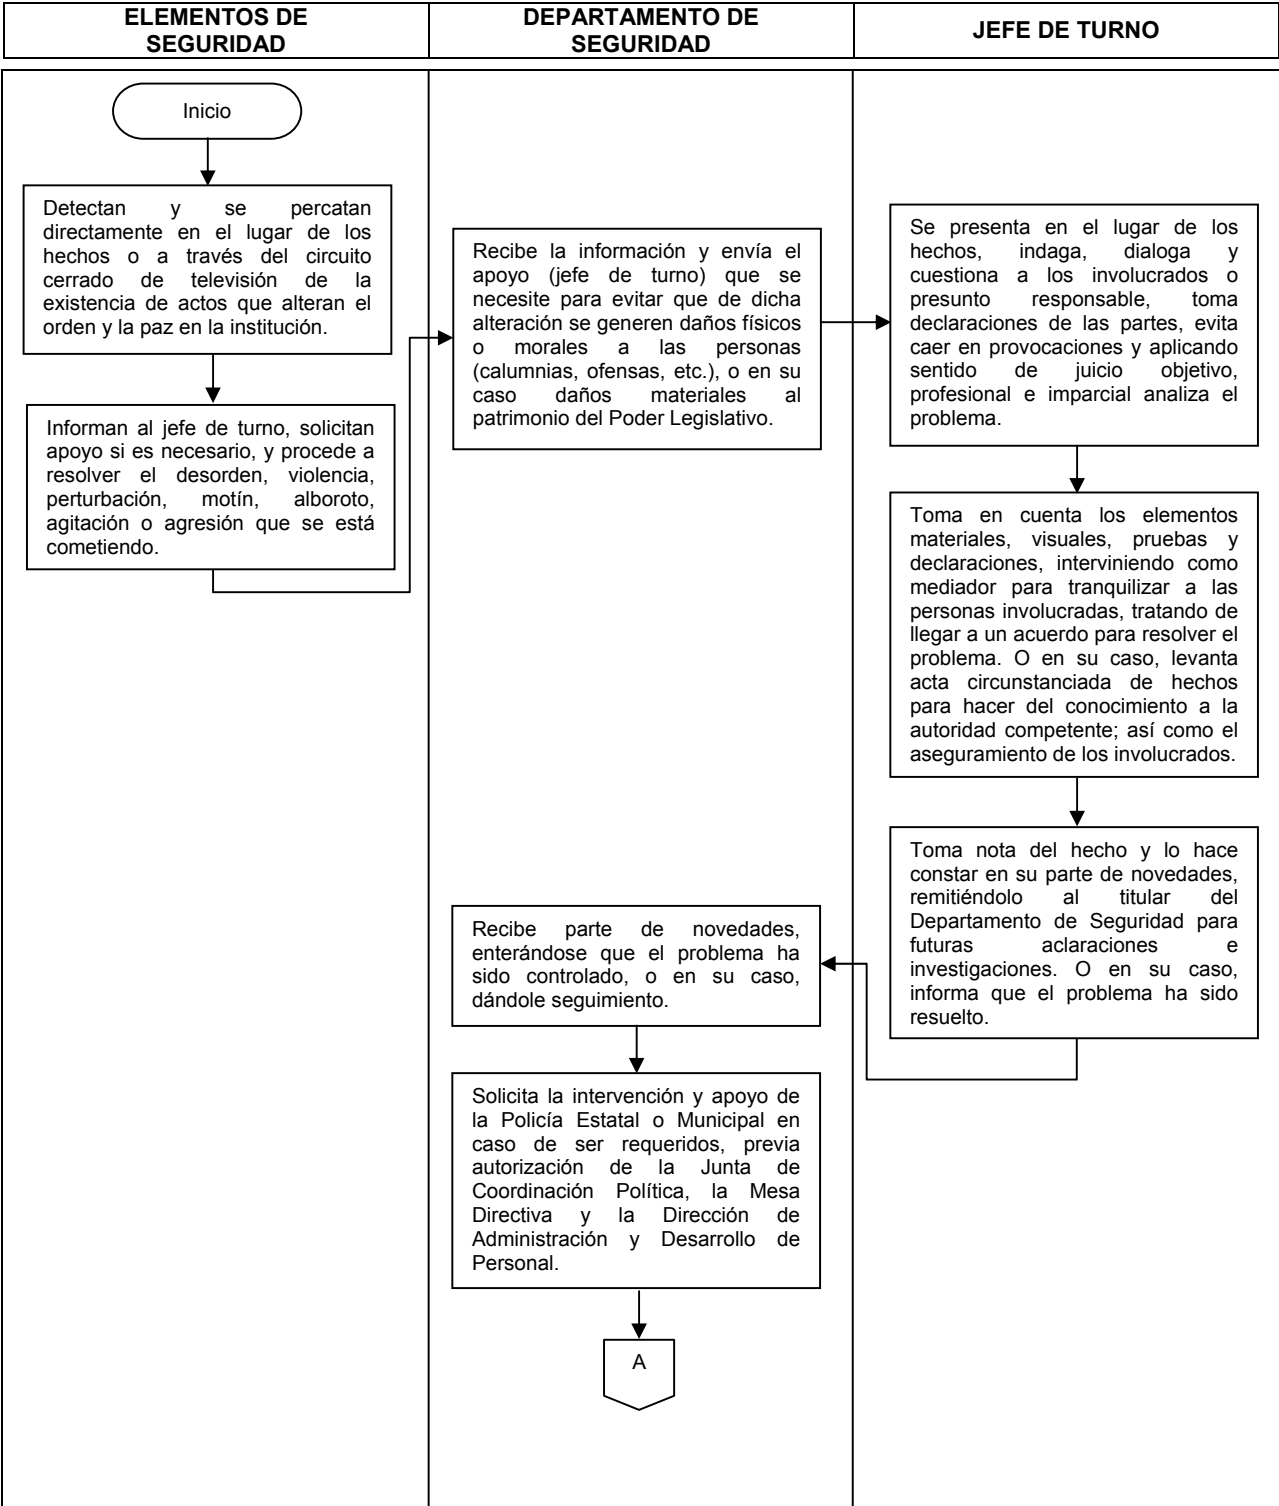 ELEMENTOS DE
SEGURIDAD
DEPARTAMENTO DE
SEGURIDAD
JEFE DE TURNO
Inicio
Detectan y se percatan
directamente en el lugar de los
hechos o a través del circuito
cerrado de televisión de la
existencia de actos que alteran el
orden y la paz en la institución.
Informan al jefe de turno, solicitan
apoyo si es necesario, y procede a
resolver el desorden, violencia,
perturbación, motín, alboroto,
agitación o agresión que se está
cometiendo.
Recibe la información y envía el
apoyo (jefe de turno) que se
necesite para evitar que de dicha
alteración se generen daños físicos
o morales a las personas
(calumnias, ofensas, etc.), o en su
caso daños materiales al
patrimonio del Poder Legislativo.
Se presenta en el lugar de los
hechos, indaga, dialoga y
cuestiona a los involucrados o
presunto responsable, toma
declaraciones de las partes, evita
caer en provocaciones y aplicando
sentido de juicio objetivo,
profesional e imparcial analiza el
problema.
Toma en cuenta los elementos
materiales, visuales, pruebas y
declaraciones, interviniendo como
mediador para tranquilizar a las
personas involucradas, tratando de
llegar a un acuerdo para resolver el
problema. O en su caso, levanta
acta circunstanciada de hechos
para hacer del conocimiento a la
autoridad competente; así como el
aseguramiento de los involucrados.
Toma nota del hecho y lo hace
constar en su parte de novedades,
remitiéndolo al titular del
Departamento de Seguridad para
futuras aclaraciones e
investigaciones. O en su caso,
informa que el problema ha sido
resuelto.
Recibe parte de novedades,
enterándose que el problema ha
sido controlado, o en su caso,
dándole seguimiento.
Solicita la intervención y apoyo de
la Policía Estatal o Municipal en
caso de ser requeridos, previa
autorización de la Junta de
Coordinación Política, la Mesa
Directiva y la Dirección de
Administración y Desarrollo de
Personal.
A